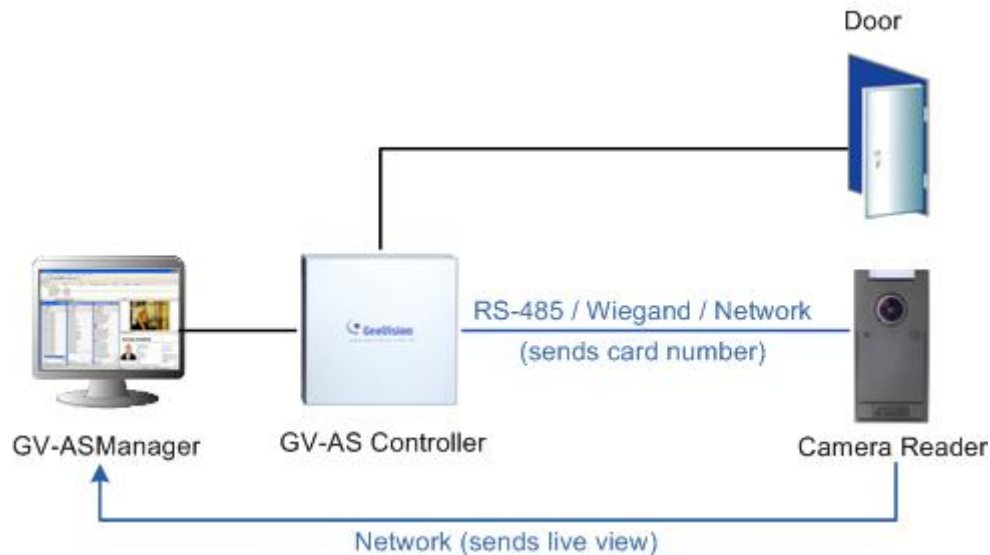 Door
RS-485 / Wiegand / Network
(sends card number)
GeoVision
GV-ASManager
GV-AS Controller
Camera Reader
Network (sends live view)